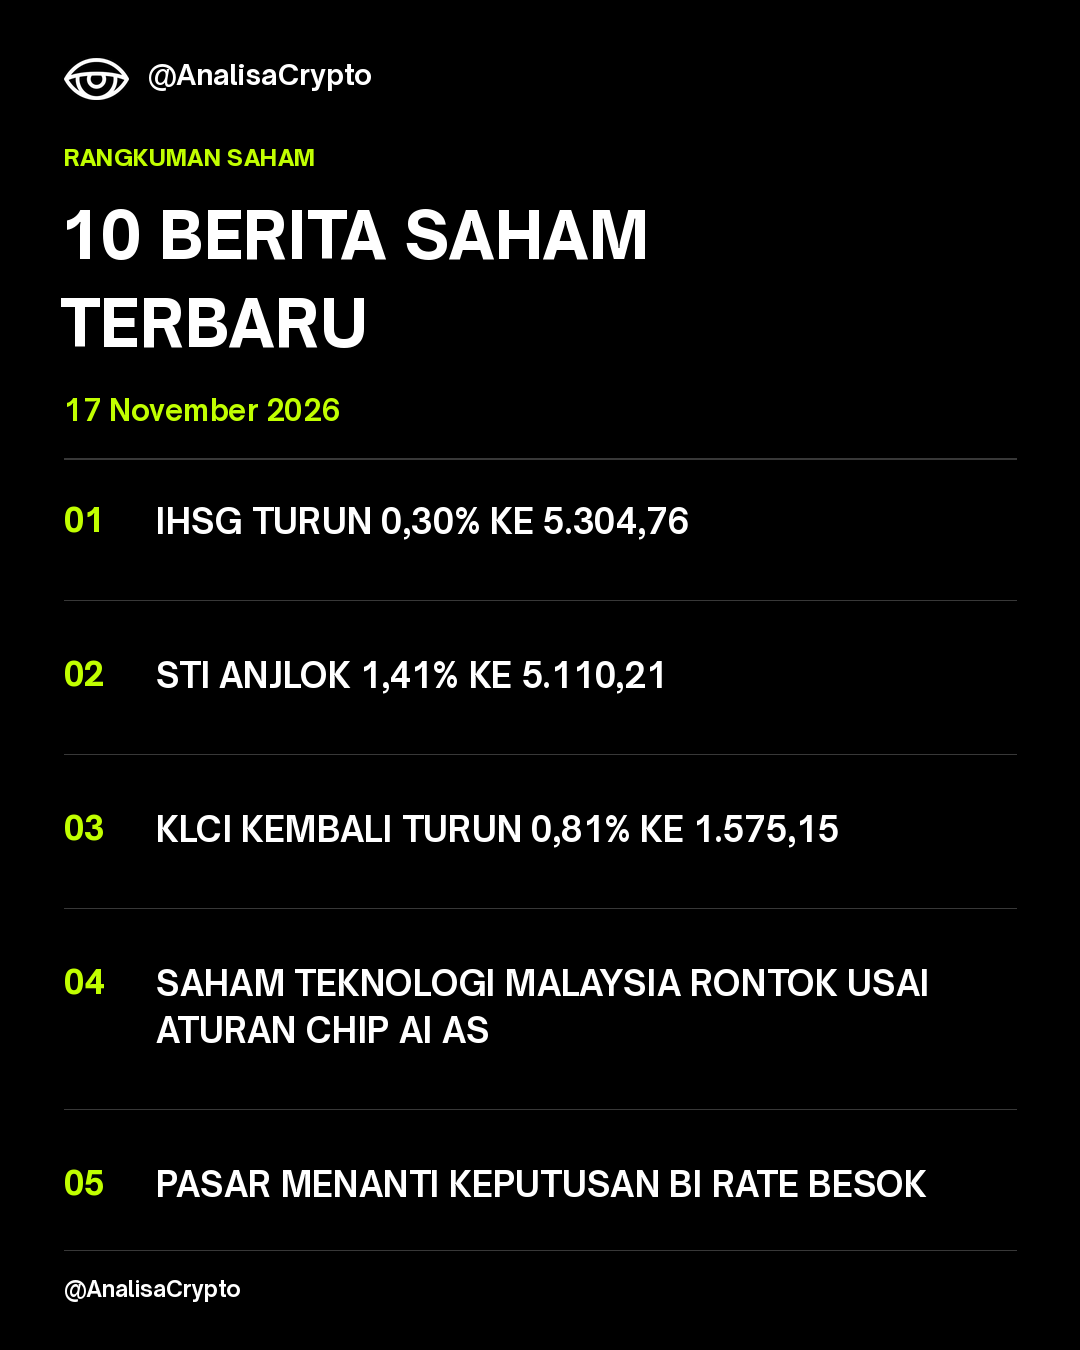 @AnalisaCrypto
RANGKUMAN SAHAM
10 BERITA SAHAM
TERBARU
17 November 2026
01 IHSG TURUN 0,30% KE 5.304,76
02 STI ANJLOK 1,41% KE 5.110,21
03 KLCI KEMBALI TURUN 0,81% KE 1.575,15
04 SAHAM TEKNOLOGI MALAYSIA RONTOK USAI
ATURAN CHIP AI AS
05 PASAR MENANTI KEPUTUSAN BI RATE BESOK
@AnalisaCrypto